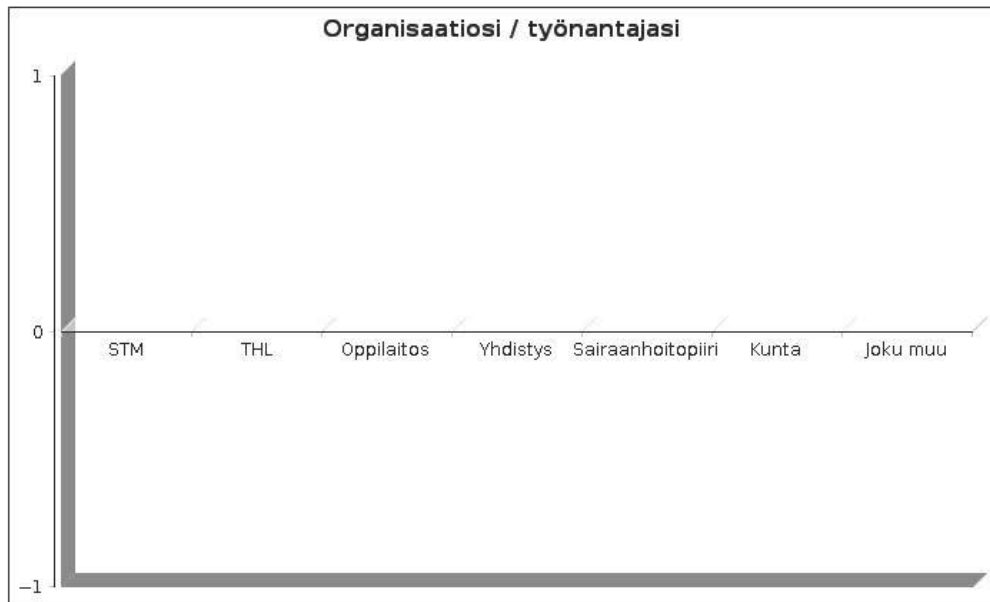 Organisaatiosi / työnantajasi
1
0
STM THL Oppilaitos Yhdistys Sairaanhoitopiiri Kunta Joku muu
−1